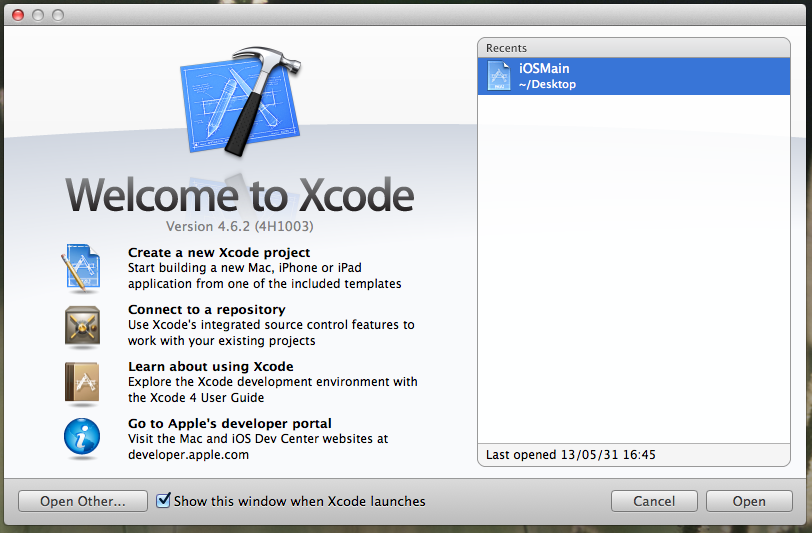 Welcome to Xcode
Version 4.6.2 (4H1003)
Create a new Xcode project
Start building a new Mac, iPhone or iPad
application from one of the included templates
Connect to a repository
Use Xcode's integrated source control features to
work with your existing projects
Learn about using Xcode
Explore the Xcode development environment with
the Xcode 4 User Guide
Go to Apple's developer portal
Visit the Mac and iOS Dev Center websites at
developer.apple.com
Recents
iOSMain
~/Desktop
Last opened 13/05/31 16:45
Open Other...
Show this window when Xcode launches
Cancel
Open